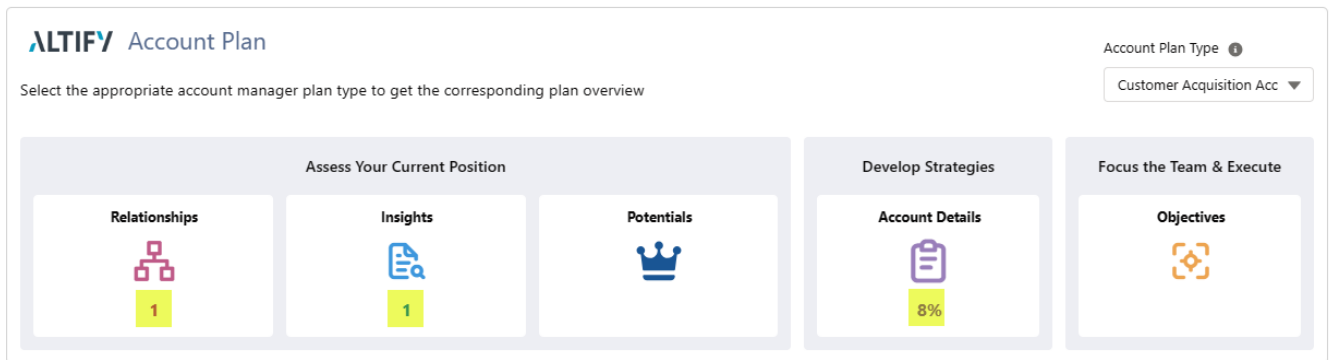 ALTIFY Account Plan
Account Plan Type
Select the appropriate account manager plan type to get the corresponding plan overview
Customer Acquisition Acc
Assess Your Current Position
Develop Strategies
Focus the Team & Execute
Relationships
Insights
Potentials
Account Details
Objectives
1
1
8%